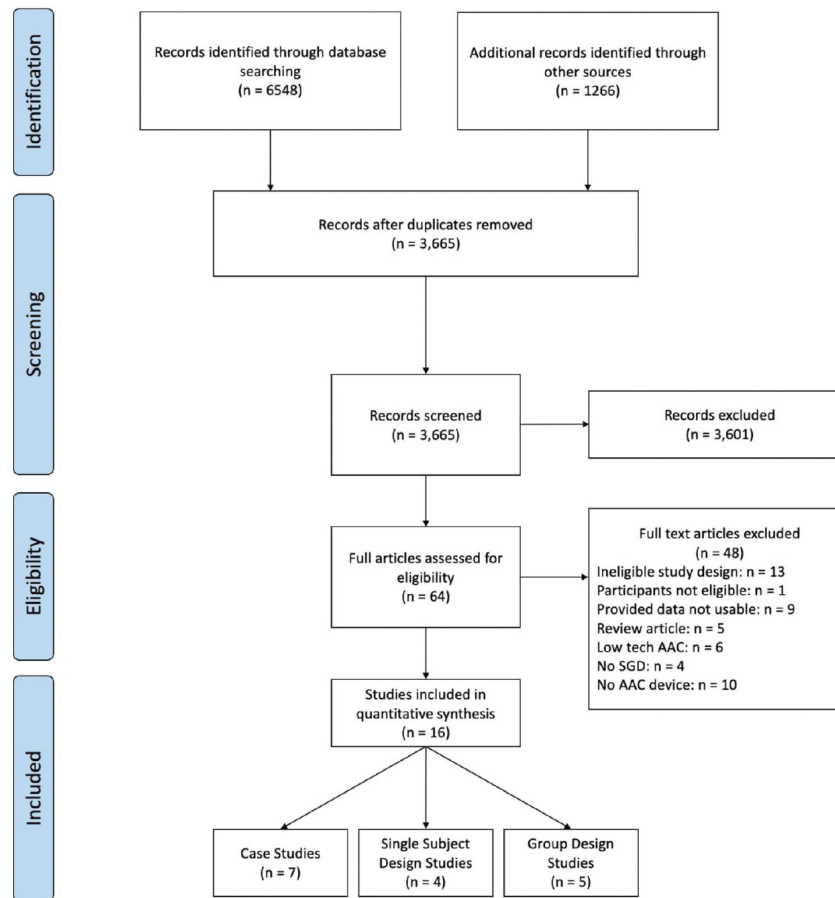 Identification
Records identified through database
searching
(n = 6548)
Additional records identified through
other sources
(n = 1266)
Screening
Records after duplicates removed
(n = 3,665)
Records screened
(n = 3,665)
Records excluded
(n = 3,601)
Eligibility
Full articles assessed for
eligibility
(n = 64)
Full text articles excluded
(n = 48)
Ineligible study design: n = 13
Participants not eligible: n = 1
Provided data not usable: n = 9
Review article: n = 5
Low tech AAC: n = 6
No SGD: n = 4
No AAC device: n = 10
Included
Studies included in
quantitative synthesis
(n = 16)
Case Studies
(n = 7)
Single Subject
Design Studies
(n = 4)
Group Design
Studies
(n = 5)